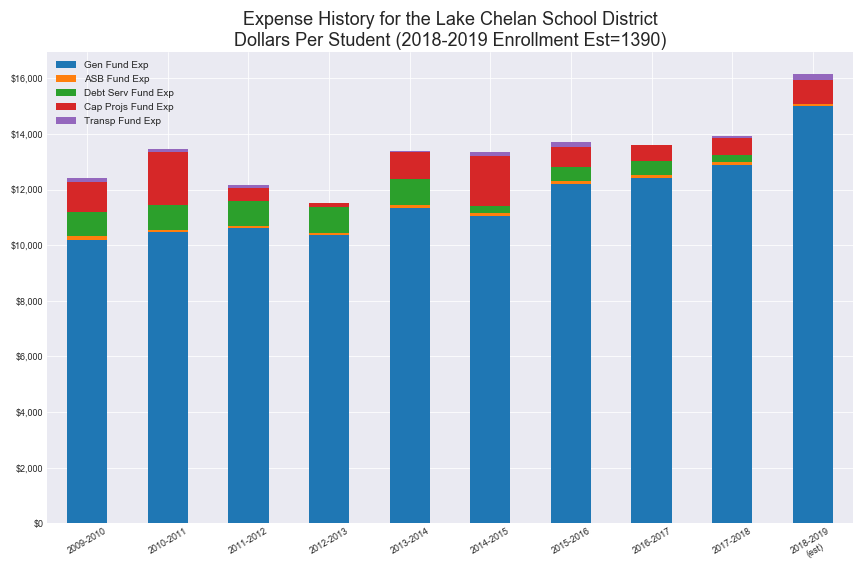 Expense History for the Lake Chelan School District
Dollars Per Student (2018-2019 Enrollment Est=1390)
Gen Fund Exp
ASB Fund Exp
Debt Serv Fund Exp
Cap Projs Fund Exp
Transp Fund Exp
$16,000
$14,000
$12,000
$10,000
$8,000
$6,000
$4,000
$2,000
$0
2009-2010
2010-2011
2011-2012
2012-2013
2013-2014
2014-2015
2015-2016
2016-2017
2017-2018
2018-2019
(est)